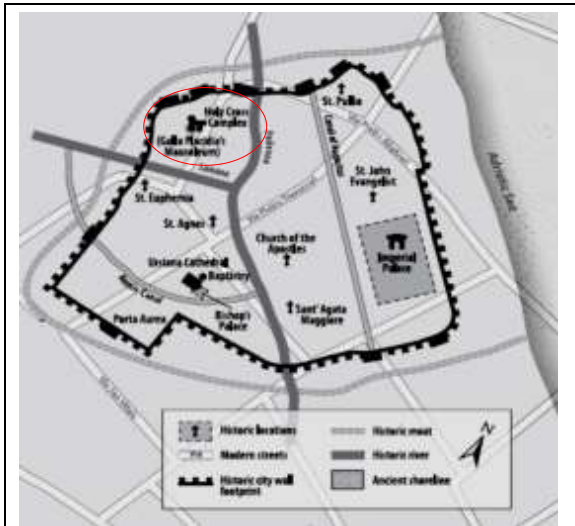 Holy Cross
Complex
(Galla Placidia's
Mausoleum)
St. Pullio
St. John
Evangelist
Adriatic Sea
St. Euphemia
St. Agnes
Church of the
Apostles
Imperial
Palace
Ursiana Cathedral
Baptistry
Bishop's
Palace
Porta Aurea
Sant' Agata
Maggiore
N
Historic locations
Historic moat
Modern streets
Historic river
Historic city wall
footprint
Ancient shoreline